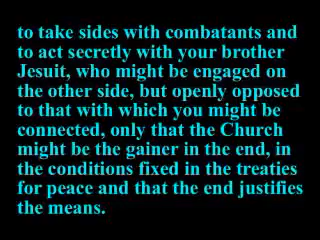 to take sides with combatants and
to act secretly with your brother
Jesuit, who might be engaged on
the other side, but openly opposed
to that with which you might be
connected, only that the Church
might be the gainer in the end, in
the conditions fixed in the treaties
for peace and that the end justifies
the means.